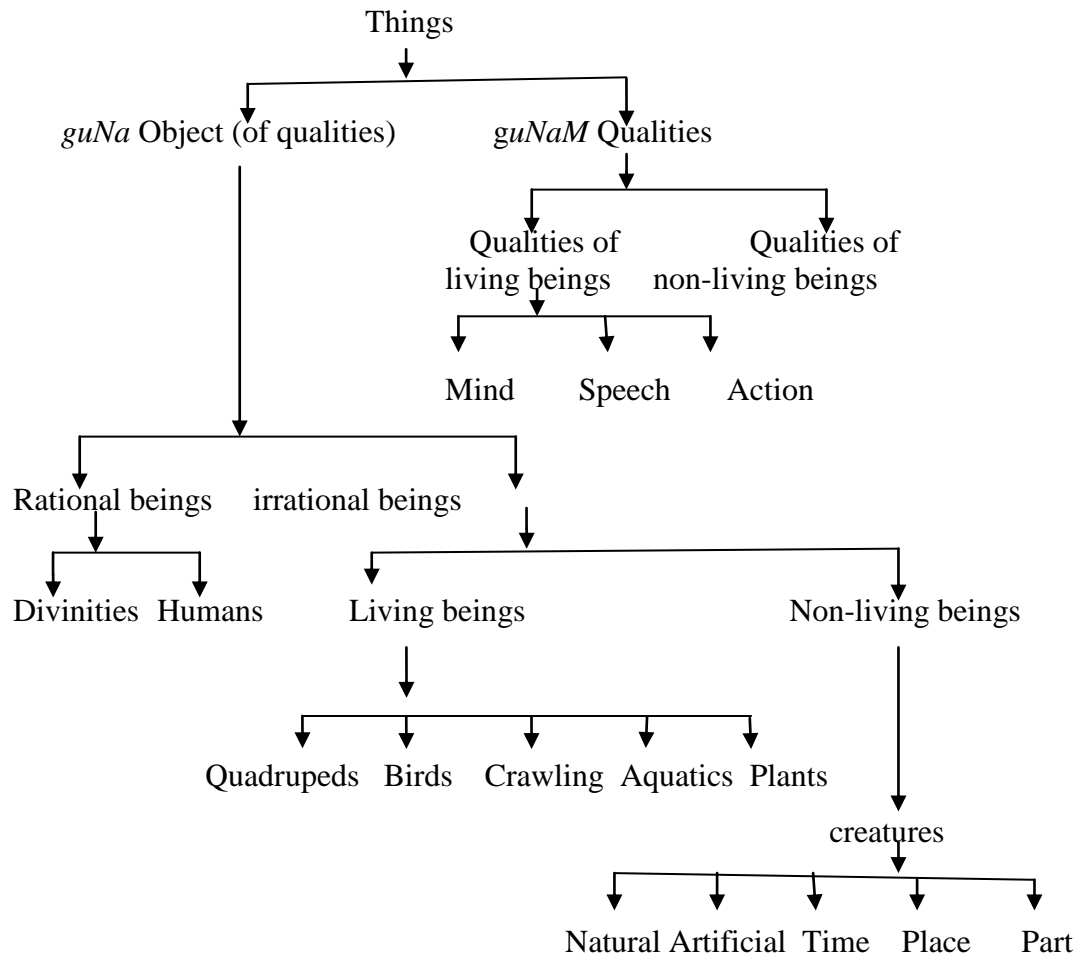 Things
guNa Object (of qualities) guNaM Qualities
Qualities of Qualities of
living beings non-living beings
Mind Speech Action
Rational beings irrational beings
Divinities Humans Living beings Non-living beings
Quadrupeds Birds Crawling Aquatics Plants
creatures
Natural Artificial Time Place Part